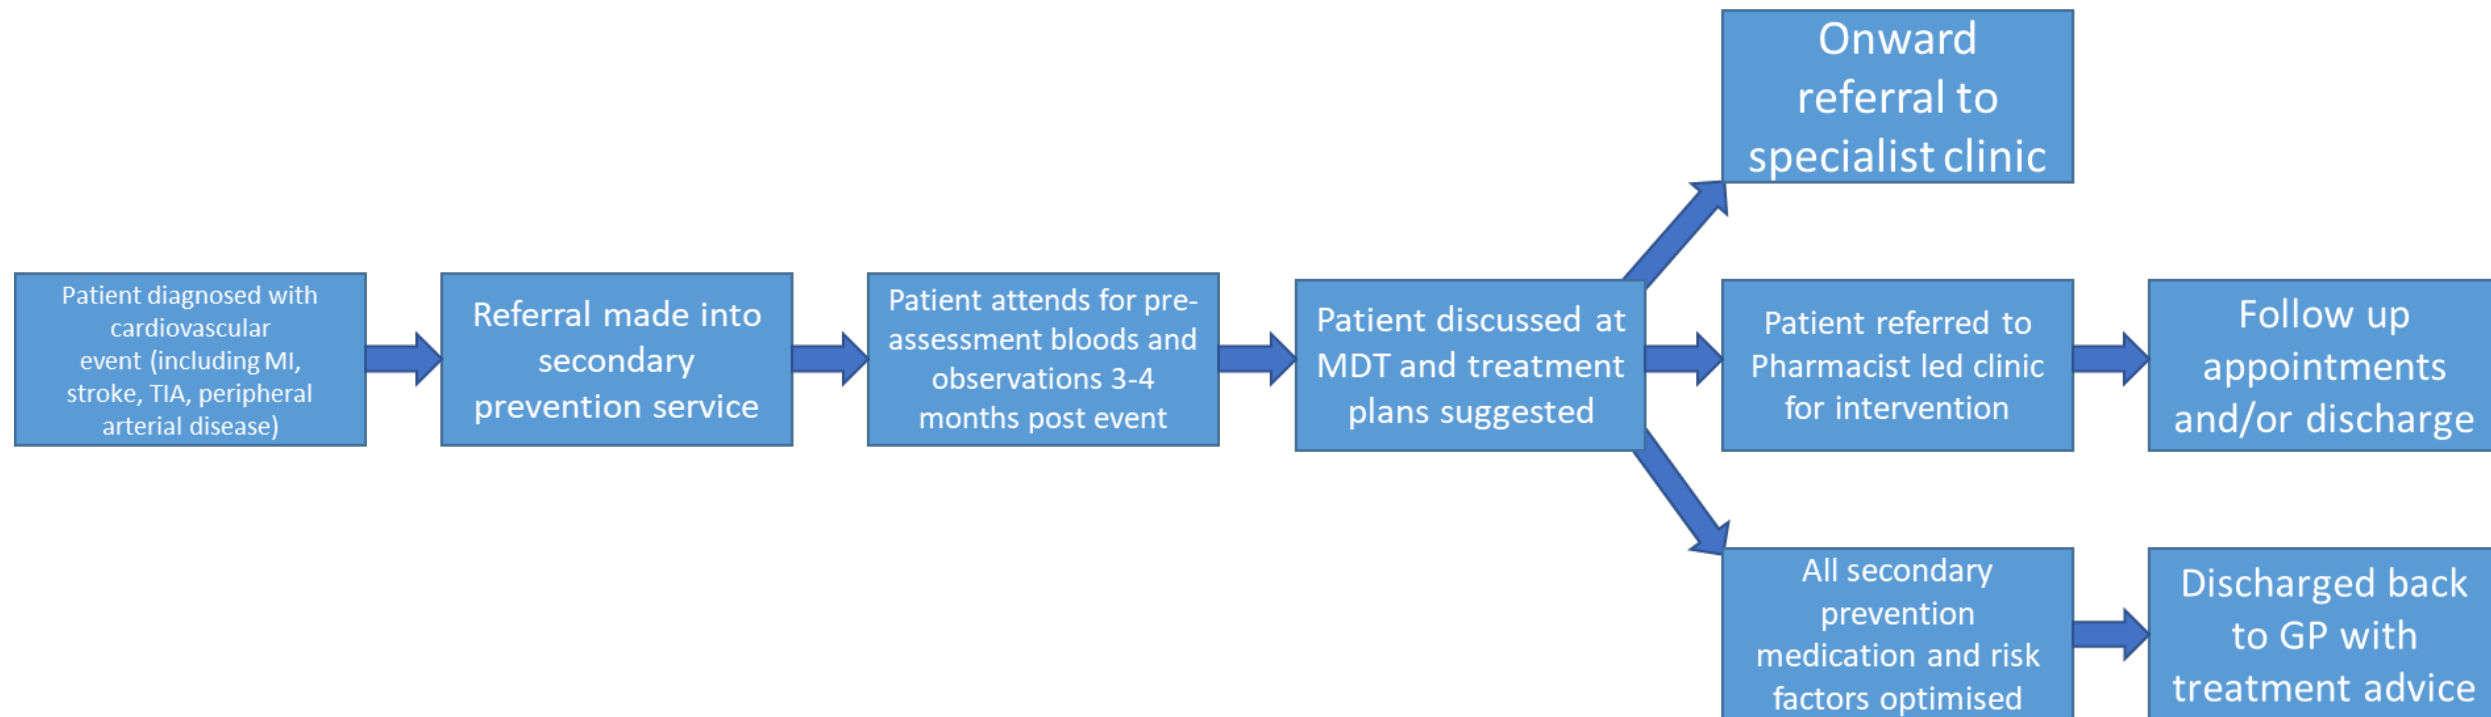 Patient diagnosed with
cardiovascular
event (including MI,
stroke, TIA, peripheral
arterial disease)
Referral made into
secondary
prevention service
Patient attends for pre-
assessment bloods and
observations 3-4
months post event
Patient discussed at
MDT and treatment
plans suggested
Onward
referral to
specialist clinic
Patient referred to
Pharmacist led clinic
for intervention
Follow up
appointments
and/or discharge
All secondary
prevention
medication and risk
factors optimised
Discharged back
to GP with
treatment advice